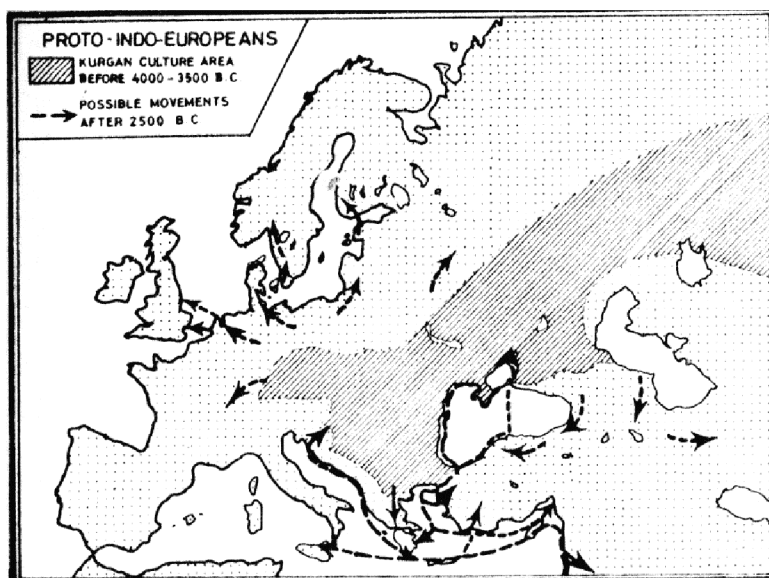 PROTO-INDO-EUROPEANS
KURGAN CULTURE AREA
BEFORE 4000-3500 B.C.
POSSIBLE MOVEMENTS
AFTER 2500 B C